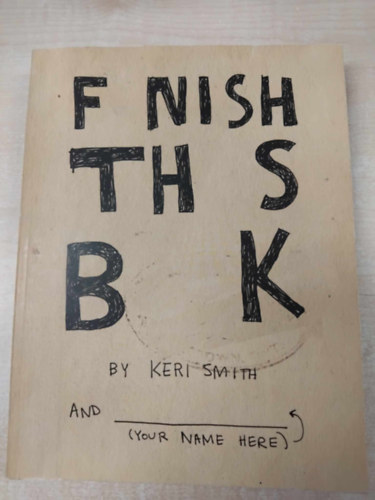 F NISH
TH S
B K
BY KERI SMITH
AND
(YOUR NAME HERE)